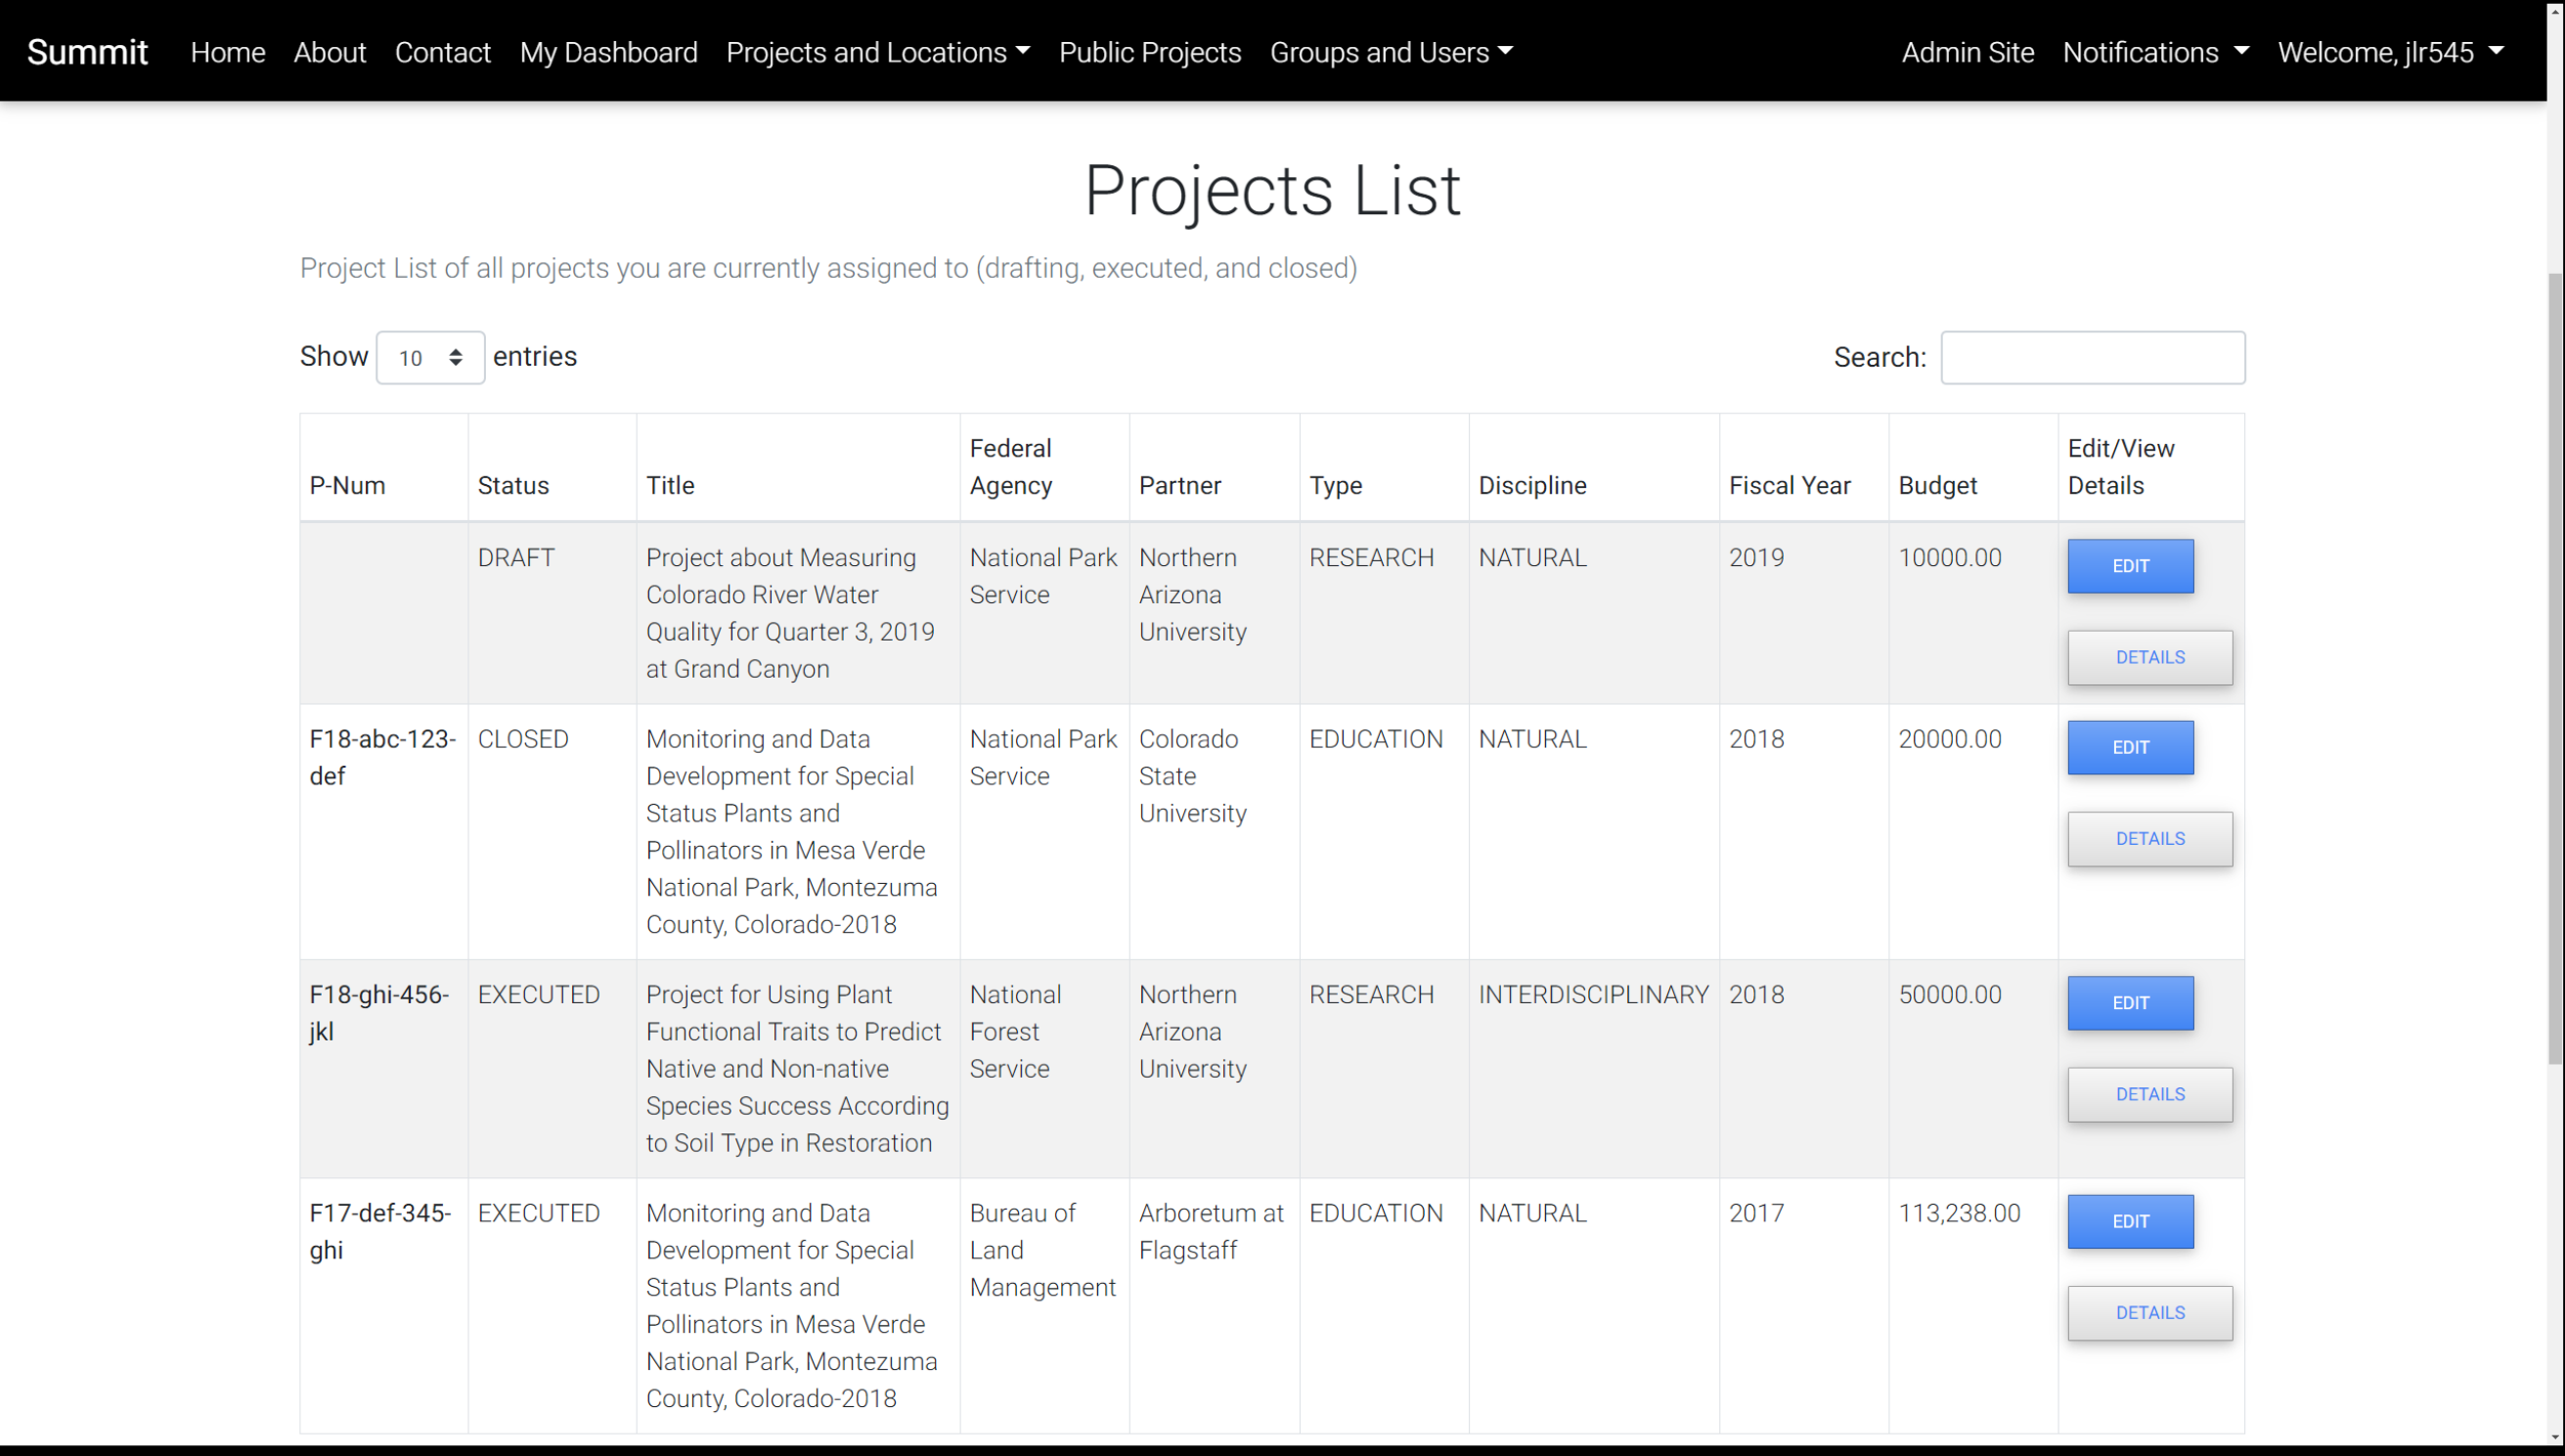 Summit Home About Contact My Dashboard Projects and Locations Public Projects Groups and Users Admin Site Notifications Welcome, jlr545
Projects List
Project List of all projects you are currently assigned to (drafting, executed, and closed)
Show 10 entries Search:
P-Num Status Title Federal Agency Partner Type Discipline Fiscal Year Budget Edit/View Details
DRAFT
Project about Measuring
Colorado River Water
Quality for Quarter 3, 2019
at Grand Canyon
National Park
Service
Northern
Arizona
University
RESEARCH
NATURAL
2019
10000.00
EDIT
DETAILS
F18-abc-123-
def
CLOSED
Monitoring and Data
Development for Special
Status Plants and
Pollinators in Mesa Verde
National Park, Montezuma
County, Colorado-2018
National Park
Service
Colorado
State
University
EDUCATION
NATURAL
2018
20000.00
EDIT
DETAILS
F18-ghi-456-
jkl
EXECUTED
Project for Using Plant
Functional Traits to Predict
Native and Non-native
Species Success According
to Soil Type in Restoration
National
Forest
Service
Northern
Arizona
University
RESEARCH
INTERDISCIPLINARY
2018
50000.00
EDIT
DETAILS
F17-def-345-
ghi
EXECUTED
Monitoring and Data
Development for Special
Status Plants and
Pollinators in Mesa Verde
National Park, Montezuma
County, Colorado-2018
Bureau of
Land
Management
Arboretum at
Flagstaff
EDUCATION
NATURAL
2017
113,238.00
EDIT
DETAILS